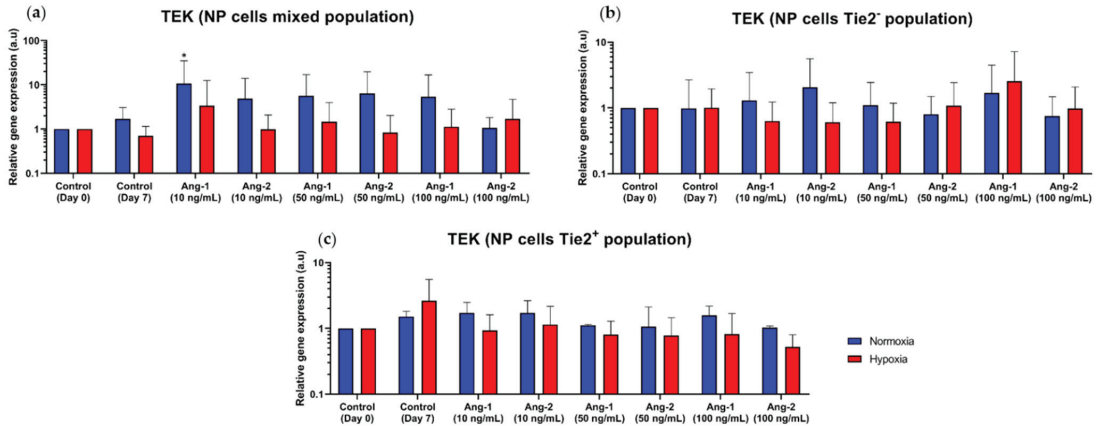 (a)
TEK (NP cells mixed population)
Relative gene expression (a.u)
100
10
1
0.1
*
Control (Day 0)
Control (Day 7)
Ang-1 (10 ng/mL)
Ang-2 (10 ng/mL)
Ang-1 (50 ng/mL)
Ang-2 (50 ng/mL)
Ang-1 (100 ng/mL)
Ang-2 (100 ng/mL)
(b)
TEK (NP cells Tie2⁻ population)
Relative gene expression (a.u)
10
1
0.1
Control (Day 0)
Control (Day 7)
Ang-1 (10 ng/mL)
Ang-2 (10 ng/mL)
Ang-1 (50 ng/mL)
Ang-2 (50 ng/mL)
Ang-1 (100 ng/mL)
Ang-2 (100 ng/mL)
(c)
TEK (NP cells Tie2⁺ population)
Relative gene expression (a.u)
10
1
0.1
Control (Day 0)
Control (Day 7)
Ang-1 (10 ng/mL)
Ang-2 (10 ng/mL)
Ang-1 (50 ng/mL)
Ang-2 (50 ng/mL)
Ang-1 (100 ng/mL)
Ang-2 (100 ng/mL)
Normoxia
Hypoxia